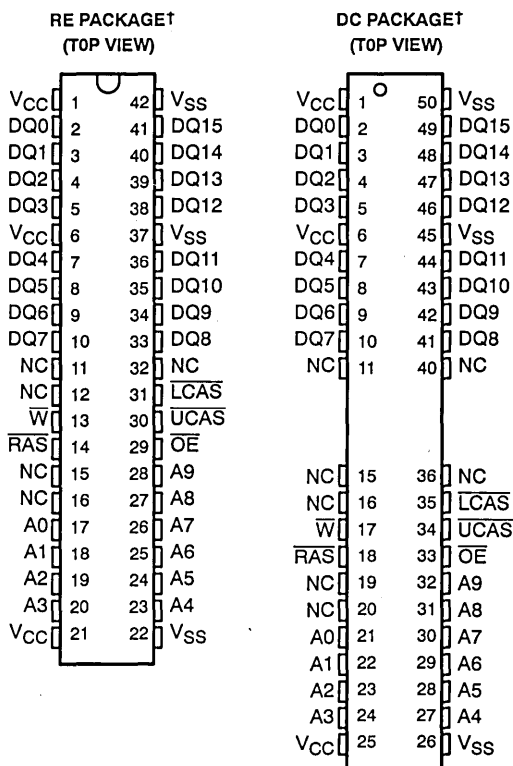 RE PACKAGE† DC PACKAGE†
(TOP VIEW) (TOP VIEW)
VCC 1 42 VSS VCC 1 50 VSS
DQ0 2 41 DQ15 DQ0 2 49 DQ15
DQ1 3 40 DQ14 DQ1 3 48 DQ14
DQ2 4 39 DQ13 DQ2 4 47 DQ13
DQ3 5 38 DQ12 DQ3 5 46 DQ12
VCC 6 37 VSS VCC 6 45 VSS
DQ4 7 36 DQ11 DQ4 7 44 DQ11
DQ5 8 35 DQ10 DQ5 8 43 DQ10
DQ6 9 34 DQ9 DQ6 9 42 DQ9
DQ7 10 33 DQ8 DQ7 10 41 DQ8
NC 11 32 NC NC 11 40 NC
NC 12 31 L̅C̅A̅S̅
W̅ 13 30 U̅C̅A̅S̅
R̅A̅S̅ 14 29 O̅E̅
NC 15 28 A9 NC 15 36 NC
NC 16 27 A8 NC 16 35 L̅C̅A̅S̅
A0 17 26 A7 W̅ 17 34 U̅C̅A̅S̅
A1 18 25 A6 R̅A̅S̅ 18 33 O̅E̅
A2 19 24 A5 NC 19 32 A9
A3 20 23 A4 NC 20 31 A8
VCC 21 22 VSS A0 21 30 A7
A1 22 29 A6
A2 23 28 A5
A3 24 27 A4
VCC 25 26 VSS